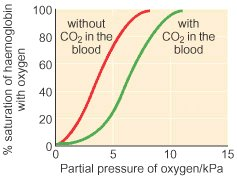 % saturation of haemoglobin
with oxygen
100
80
60
40
20
0
without
CO₂ in the
blood
with
CO₂ in the
blood
0
5
10
15
Partial pressure of oxygen/kPa